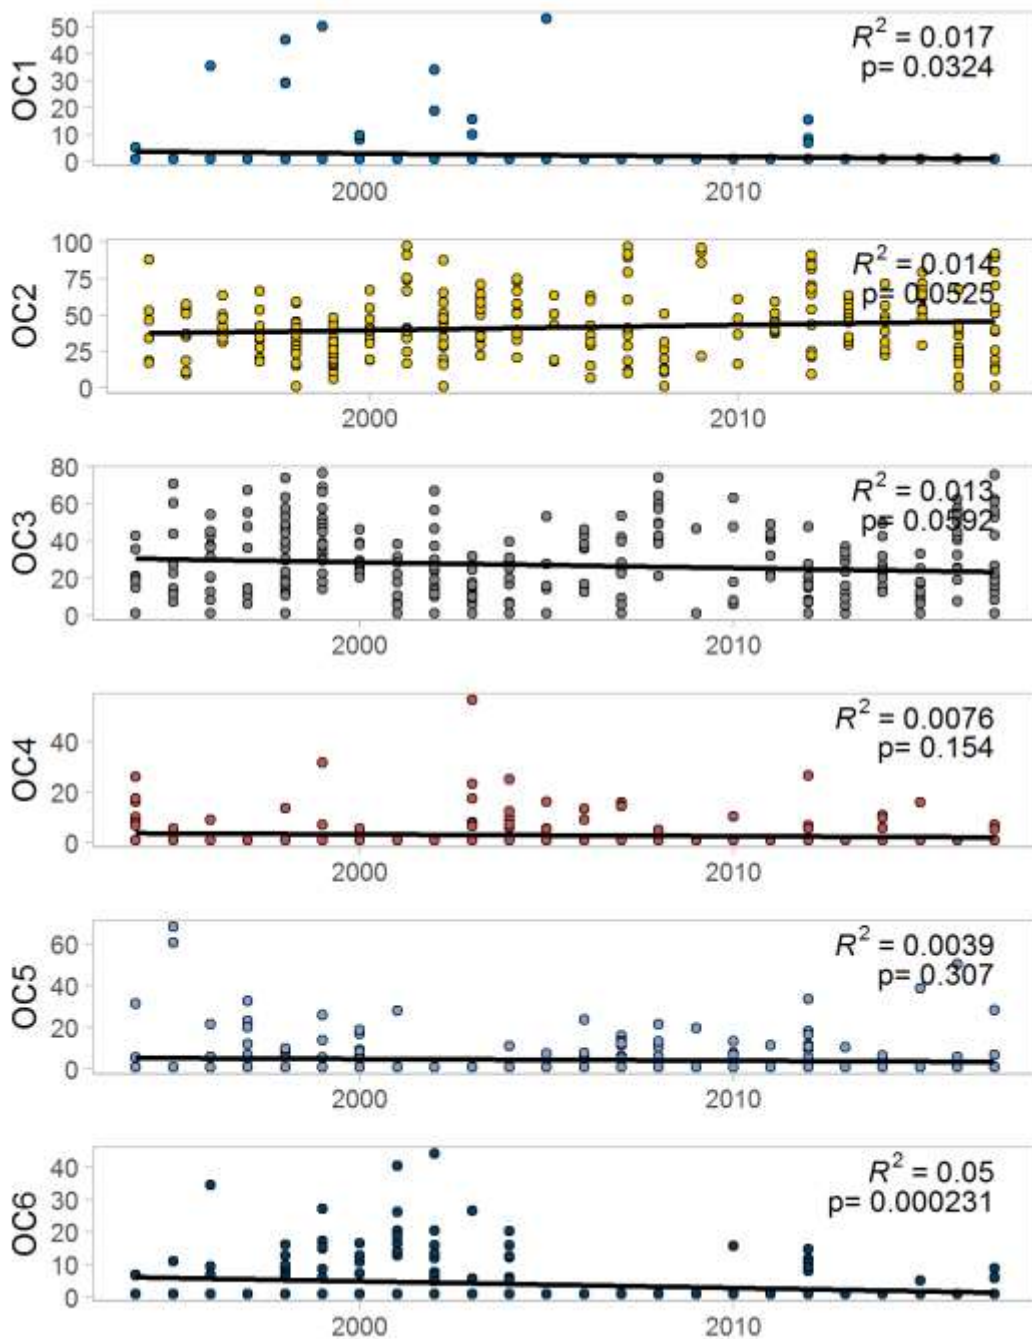 OC1
50
40
30
20
10
0
R² = 0.017
p= 0.0324
2000
2010
OC2
100
75
50
25
0
R² = 0.014
p= 0.0525
2000
2010
OC3
80
60
40
20
0
R² = 0.013
p= 0.0592
2000
2010
OC4
40
20
0
R² = 0.0076
p= 0.154
2000
2010
OC5
60
40
20
0
R² = 0.0039
p= 0.307
2000
2010
OC6
40
30
20
10
0
R² = 0.05
p= 0.000231
2000
2010